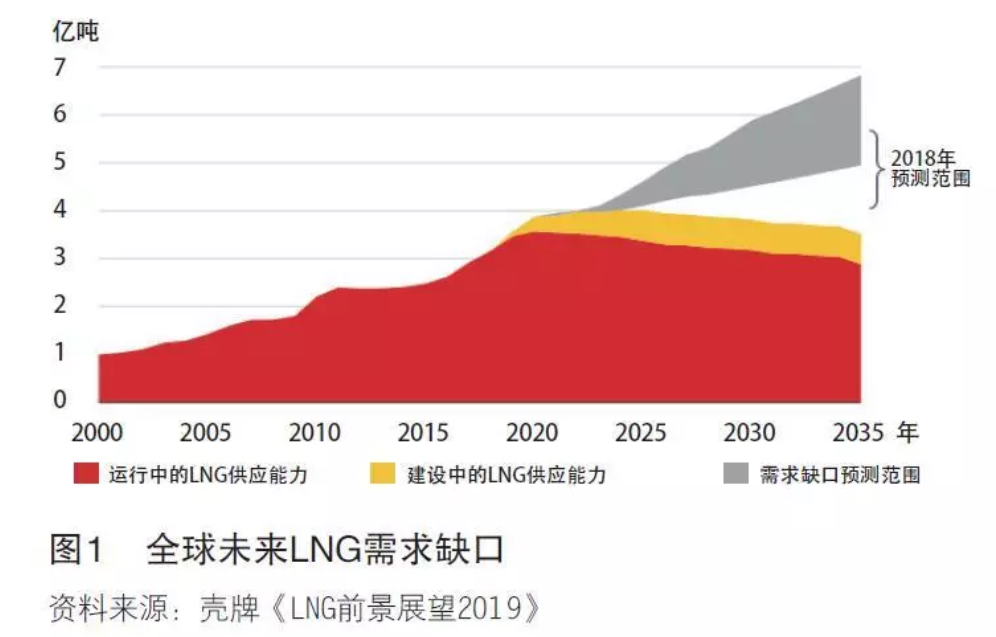 亿吨
7
6
5
4
3
2
1
0
2018年
预测范围
2000 2005 2010 2015 2020 2025 2030 2035 年
运行中的LNG供应能力 建设中的LNG供应能力 需求缺口预测范围
图1 全球未来LNG需求缺口
资料来源：壳牌《LNG前景展望2019》